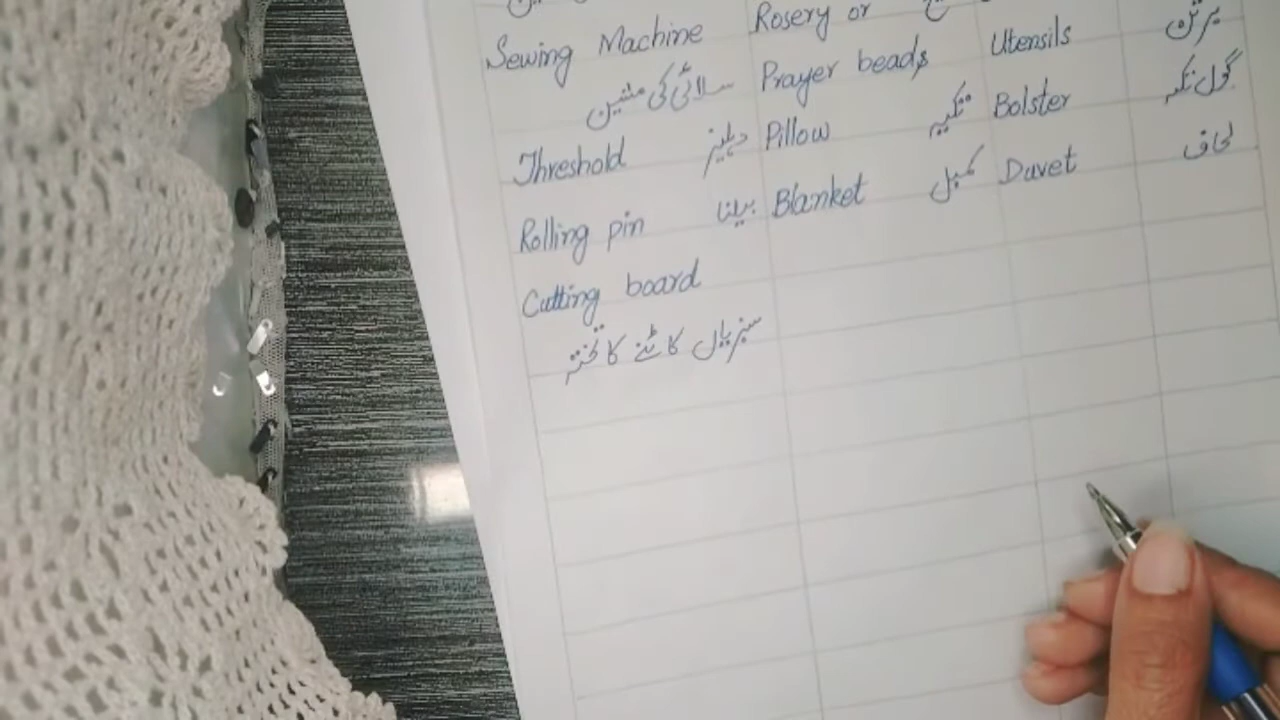 Sewing Machine Rosery or
سلائی کی مشین Prayer beads Utensils برتن
Threshold دہلیز Pillow تکیہ Bolster گول تکیہ
Rolling pin بیلنا Blanket کمبل Duvet لحاف
Cutting board
سبزیاں کاٹنے کا تختہ